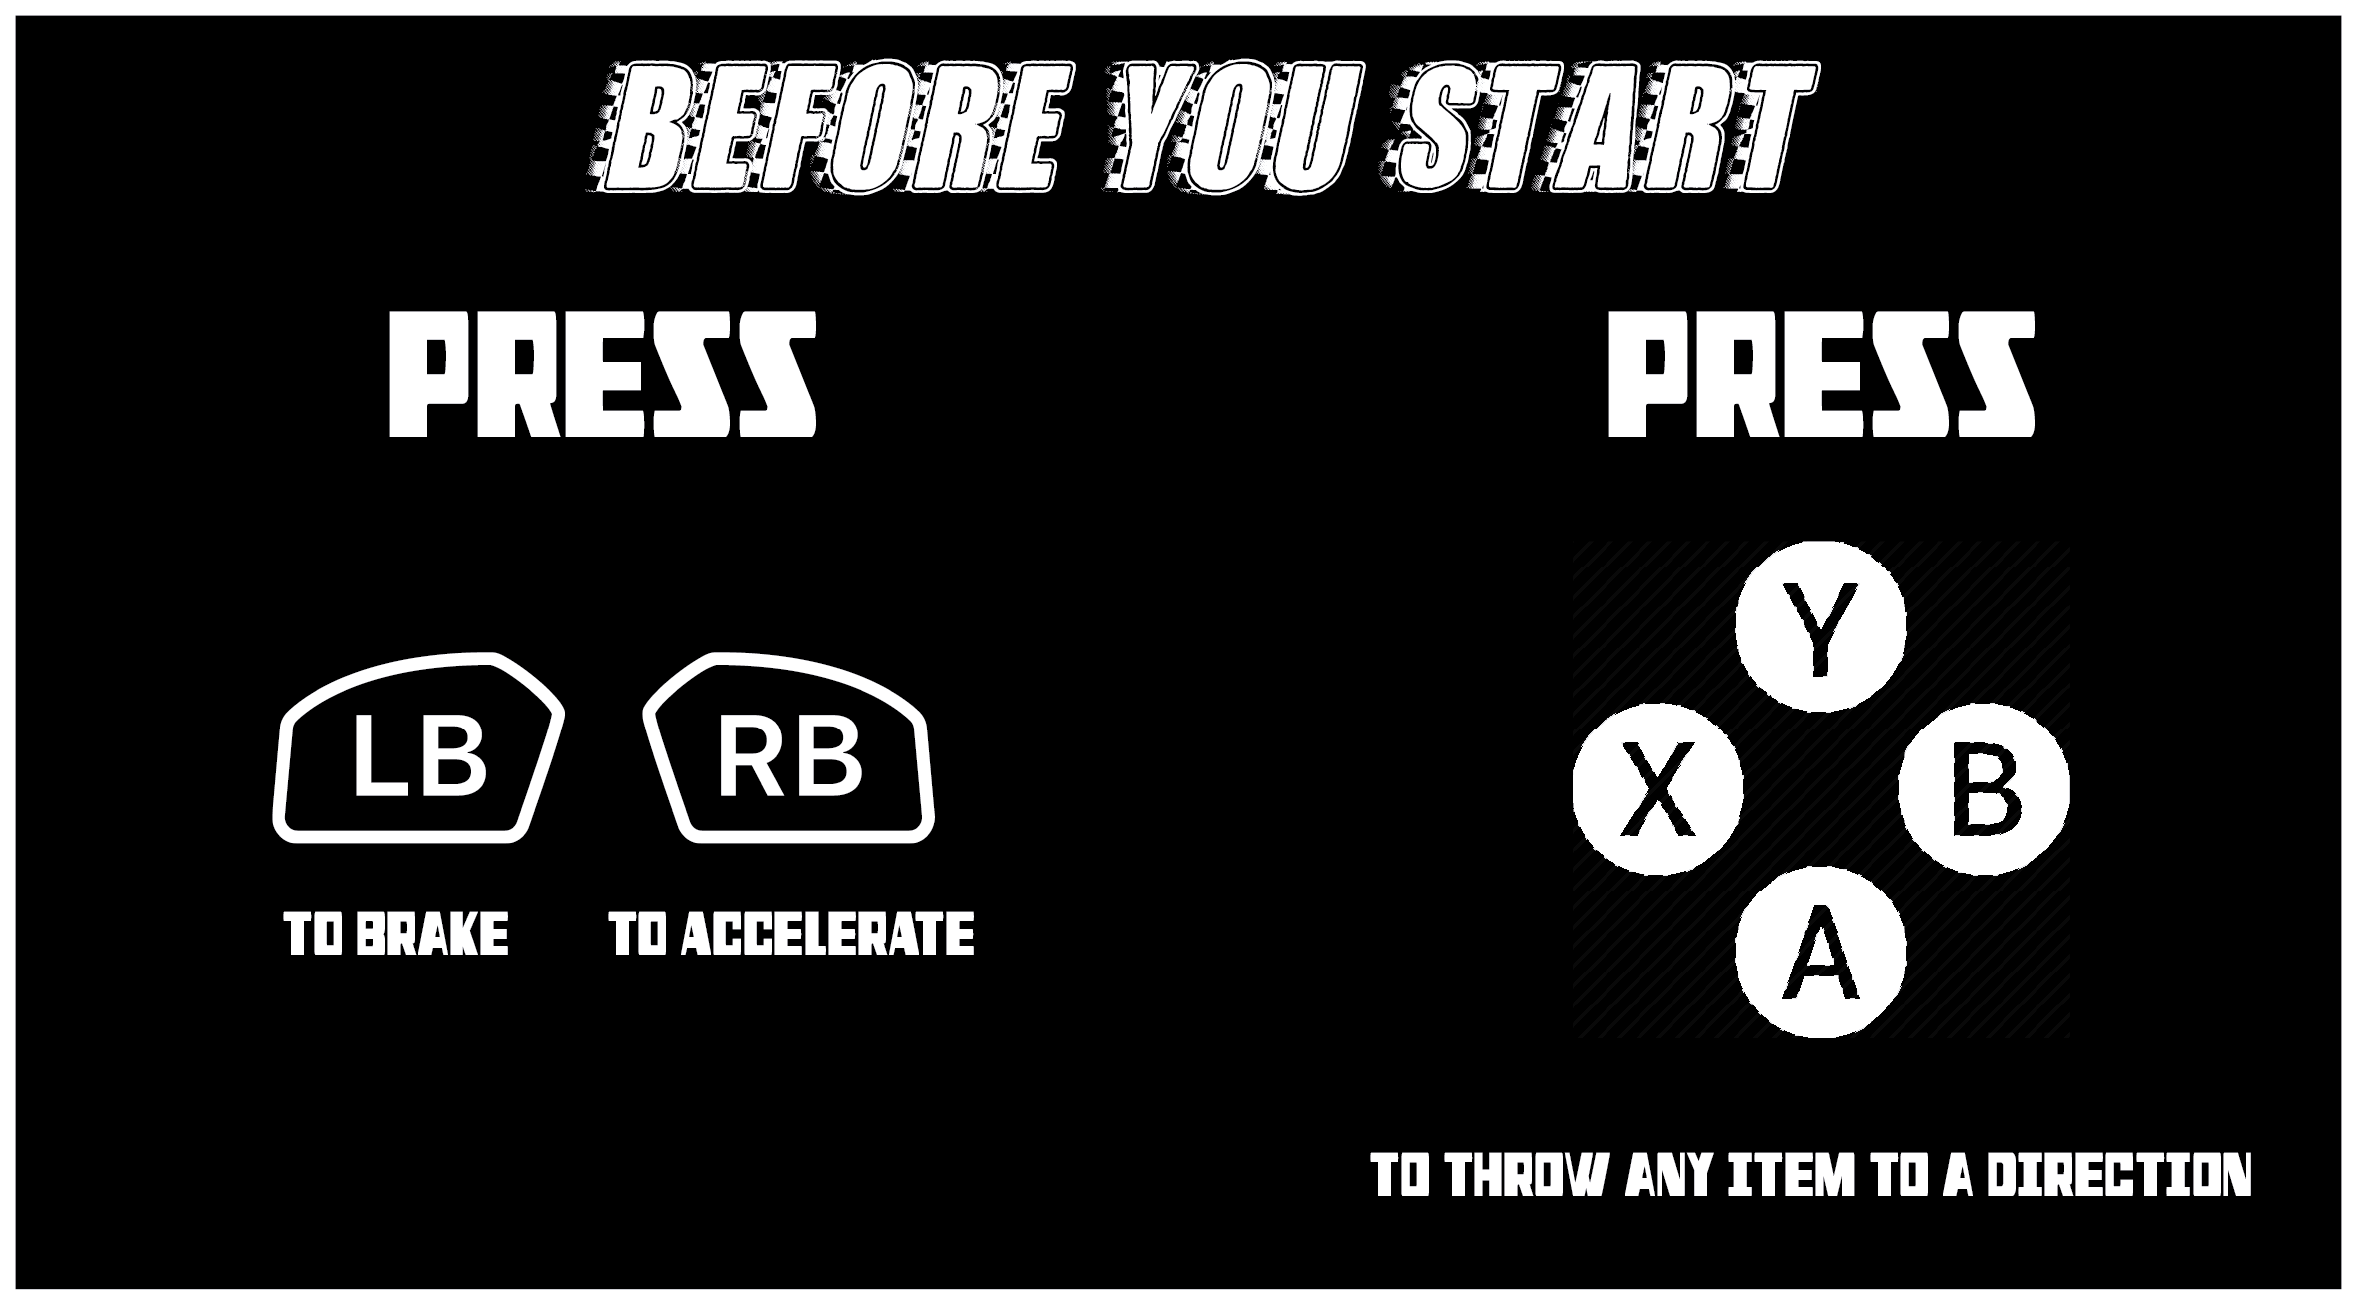 BEFORE YOU START
PRESS
LB RB
TO BRAKE TO ACCELERATE
PRESS
Y
X B
A
TO THROW ANY ITEM TO A DIRECTION